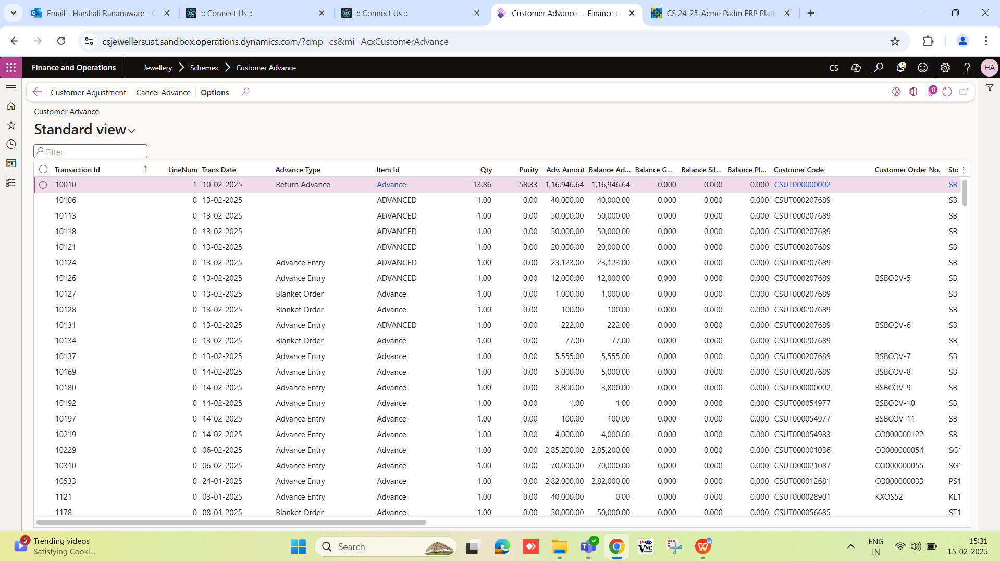 Email - Harshali Rananaware - :: Connect Us :: :: Connect Us :: Customer Advance -- Finance a CS 24-25-Acme Padm ERP Platf
csjewellersuat.sandbox.operations.dynamics.com/?cmp=cs&mi=AcxCustomerAdvance
Finance and Operations Jewellery Schemes Customer Advance CS 5 HA
Customer Adjustment Cancel Advance Options 0
Customer Advance
Standard view
Filter
Transaction Id LineNum Trans Date Advance Type Item Id Qty Purity Adv. Amout Balance Ad... Balance G... Balance Sil... Balance Pl... Customer Code Customer Order No. Sto
10010 1 10-02-2025 Return Advance Advance 13.86 58.33 1,16,946.64 1,16,946.64 0.000 0.000 0.000 CSUT000000002 SB
10106 0 13-02-2025 ADVANCED 1.00 0.00 40,000.00 40,000.00 0.000 0.000 0.000 CSUT000207689 SB
10113 0 13-02-2025 ADVANCED 1.00 0.00 50,000.00 50,000.00 0.000 0.000 0.000 CSUT000207689 SB
10118 0 13-02-2025 ADVANCED 1.00 0.00 50,000.00 50,000.00 0.000 0.000 0.000 CSUT000207689 SB
10121 0 13-02-2025 ADVANCED 1.00 0.00 20,000.00 20,000.00 0.000 0.000 0.000 CSUT000207689 SB
10124 0 13-02-2025 Advance Entry ADVANCED 1.00 0.00 23,123.00 23,123.00 0.000 0.000 0.000 CSUT000207689 SB
10126 0 13-02-2025 Advance Entry ADVANCED 1.00 0.00 12,000.00 12,000.00 0.000 0.000 0.000 CSUT000207689 BSBCOV-5 SB
10127 0 13-02-2025 Blanket Order Advance 1.00 0.00 1,000.00 1,000.00 0.000 0.000 0.000 CSUT000207689 SB
10128 0 13-02-2025 Blanket Order Advance 1.00 0.00 100.00 100.00 0.000 0.000 0.000 CSUT000207689 SB
10131 0 13-02-2025 Advance Entry ADVANCED 1.00 0.00 222.00 222.00 0.000 0.000 0.000 CSUT000207689 BSBCOV-6 SB
10134 0 13-02-2025 Blanket Order Advance 1.00 0.00 77.00 77.00 0.000 0.000 0.000 CSUT000207689 SB
10137 0 13-02-2025 Advance Entry Advance 1.00 0.00 5,555.00 5,555.00 0.000 0.000 0.000 CSUT000207689 BSBCOV-7 SB
10169 0 14-02-2025 Advance Entry Advance 1.00 0.00 5,000.00 5,000.00 0.000 0.000 0.000 CSUT000207689 BSBCOV-8 SB
10180 0 14-02-2025 Advance Entry Advance 1.00 0.00 3,800.00 3,800.00 0.000 0.000 0.000 CSUT000000002 BSBCOV-9 SB
10192 0 14-02-2025 Advance Entry Advance 1.00 0.00 1.00 1.00 0.000 0.000 0.000 CSUT000054977 BSBCOV-10 SB
10197 0 14-02-2025 Advance Entry Advance 1.00 0.00 100.00 100.00 0.000 0.000 0.000 CSUT000054977 BSBCOV-11 SB
10219 0 14-02-2025 Advance Entry Advance 1.00 0.00 4,000.00 4,000.00 0.000 0.000 0.000 CSUT000054983 CO000000122 SB
10229 0 06-02-2025 Advance Entry Advance 1.00 0.00 2,85,200.00 2,85,200.00 0.000 0.000 0.000 CSUT000001036 CO000000054 SG1
10310 0 06-02-2025 Advance Entry Advance 1.00 0.00 70,000.00 70,000.00 0.000 0.000 0.000 CSUT000021087 CO000000055 SG1
10533 0 24-01-2025 Advance Entry Advance 1.00 0.00 2,82,000.00 2,82,000.00 0.000 0.000 0.000 CSUT000012681 CO000000033 PS1
1121 0 03-01-2025 Advance Entry Advance 1.00 0.00 40,000.00 0.00 0.000 0.000 0.000 CSUT000028901 KXOS52 KL1
1178 0 08-01-2025 Blanket Order Advance 1.00 0.00 50,000.00 50,000.00 0.000 0.000 0.000 CSUT000056685 ST1
5 Trending videos
Satisfying Cooki...
Search
VNC
ENG
IN
15:31
15-02-2025